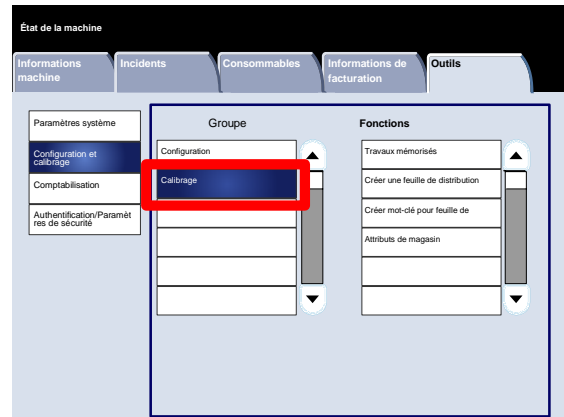 État de la machine
Informations
machine
Incidents
Consommables
Informations de
facturation
Outils
Paramètres système
Configuration et
calibrage
Comptabilisation
Authentification/Paramèt
res de sécurité
Groupe
Configuration
Calibrage
Fonctions
Travaux mémorisés
Créer une feuille de distribution
Créer mot-clé pour feuille de
Attributs de magasin